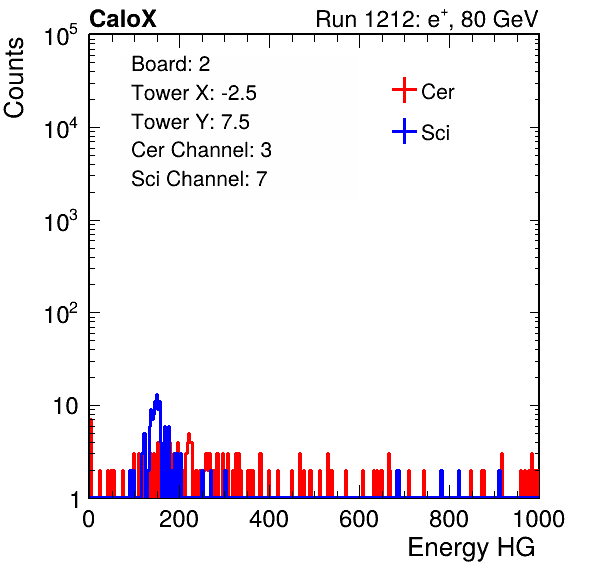 CaloX Run 1212: e⁺, 80 GeV
Counts
10⁵
10⁴
10³
10²
10
1
Board: 2
Tower X: -2.5
Tower Y: 7.5
Cer Channel: 3
Sci Channel: 7
Cer
Sci
0 200 400 600 800 1000
Energy HG